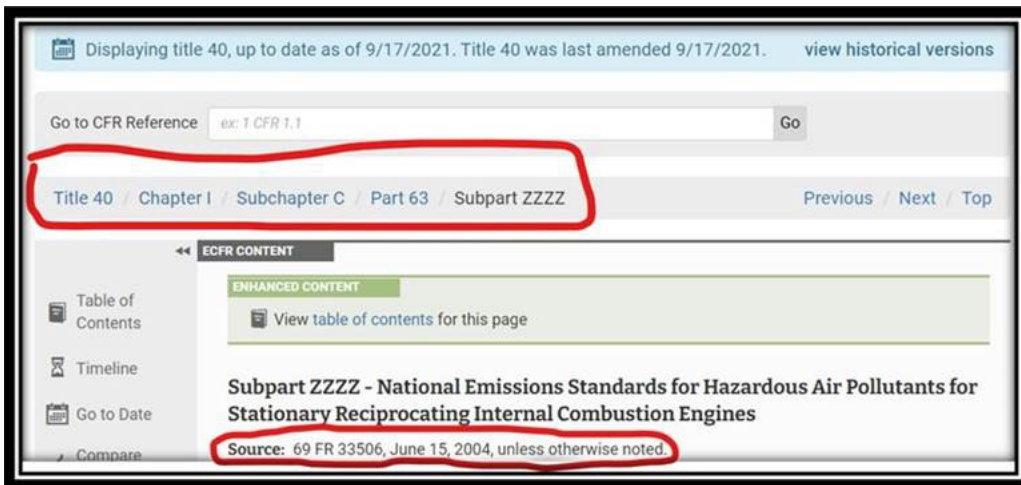 Displaying title 40, up to date as of 9/17/2021. Title 40 was last amended 9/17/2021. view historical versions
Go to CFR Reference ex: 1 CFR 1.1 Go
Title 40 / Chapter I / Subchapter C / Part 63 / Subpart ZZZZ Previous / Next / Top
ECFR CONTENT
ENHANCED CONTENT
View table of contents for this page
Table of
Contents
Timeline
Go to Date
Compare
Subpart ZZZZ - National Emissions Standards for Hazardous Air Pollutants for
Stationary Reciprocating Internal Combustion Engines
Source: 69 FR 33506, June 15, 2004, unless otherwise noted.